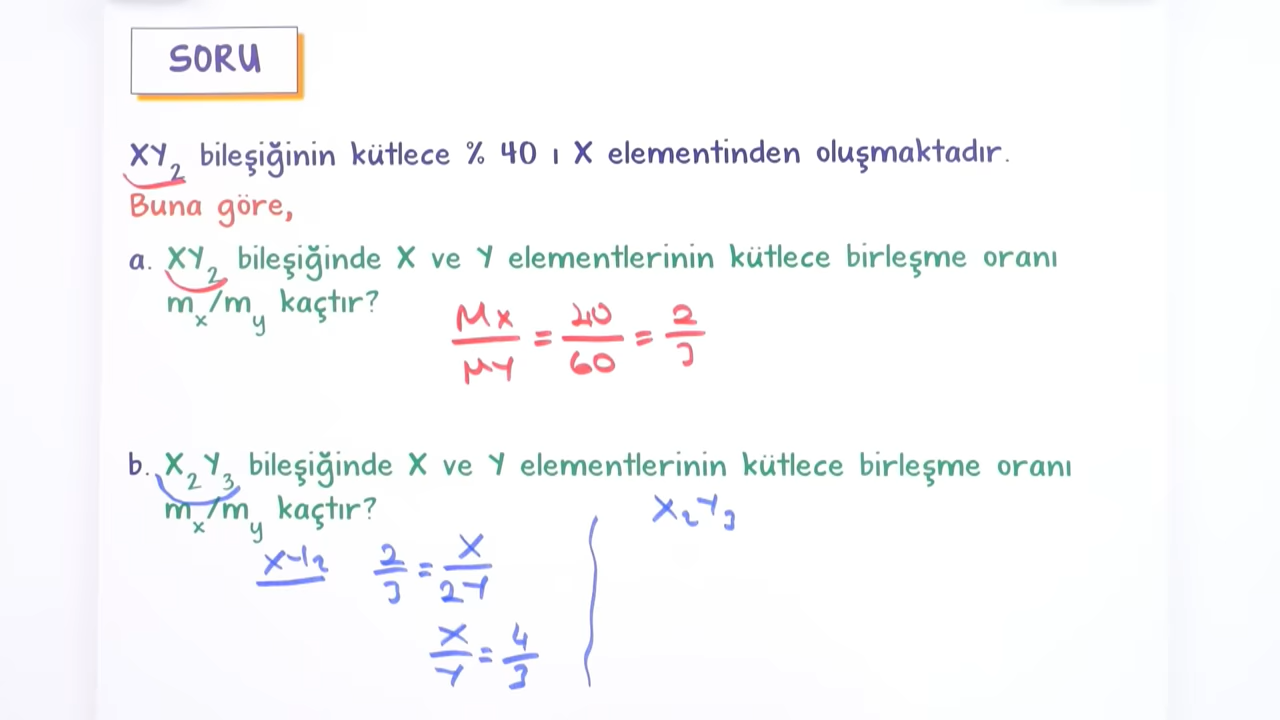 SORU
XY₂ bileşiğinin kütlece % 40 ı X elementinden oluşmaktadır.
Buna göre,
a. XY₂ bileşiğinde X ve Y elementlerinin kütlece birleşme oranı
mₓ/m_y kaçtır?
Mx/My = 40/60 = 2/3
b. X₂Y₃ bileşiğinde X ve Y elementlerinin kütlece birleşme oranı
mₓ/m_y kaçtır?
XY₂ 2/3 = X/2Y
X/Y = 4/3
X₂Y₃